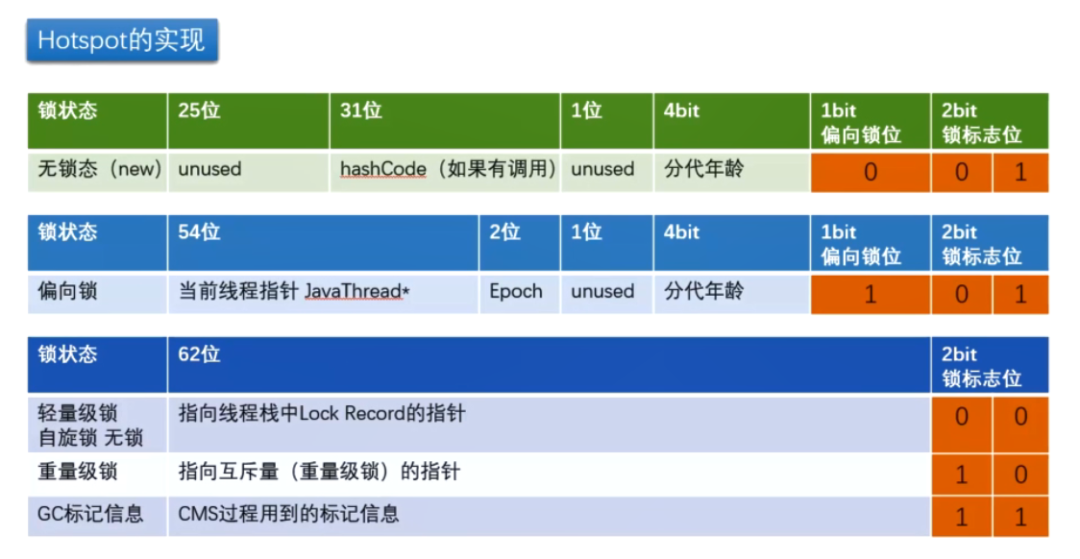 Hotspot的实现
锁状态 25位 31位 1位 4bit 1bit 2bit
偏向锁位 锁标志位
无锁态（new) unused hashCode（如果有调用) unused 分代年龄 0 0 1
锁状态 54位 2位 1位 4bit 1bit 2bit
偏向锁位 锁标志位
偏向锁 当前线程指针 JavaThread* Epoch unused 分代年龄 1 0 1
锁状态 62位 2bit
锁标志位
轻量级锁 指向线程栈中Lock Record的指针 0 0
自旋锁 无锁
重量级锁 指向互斥量（重量级锁）的指针 1 0
GC标记信息 CMS过程用到的标记信息 1 1